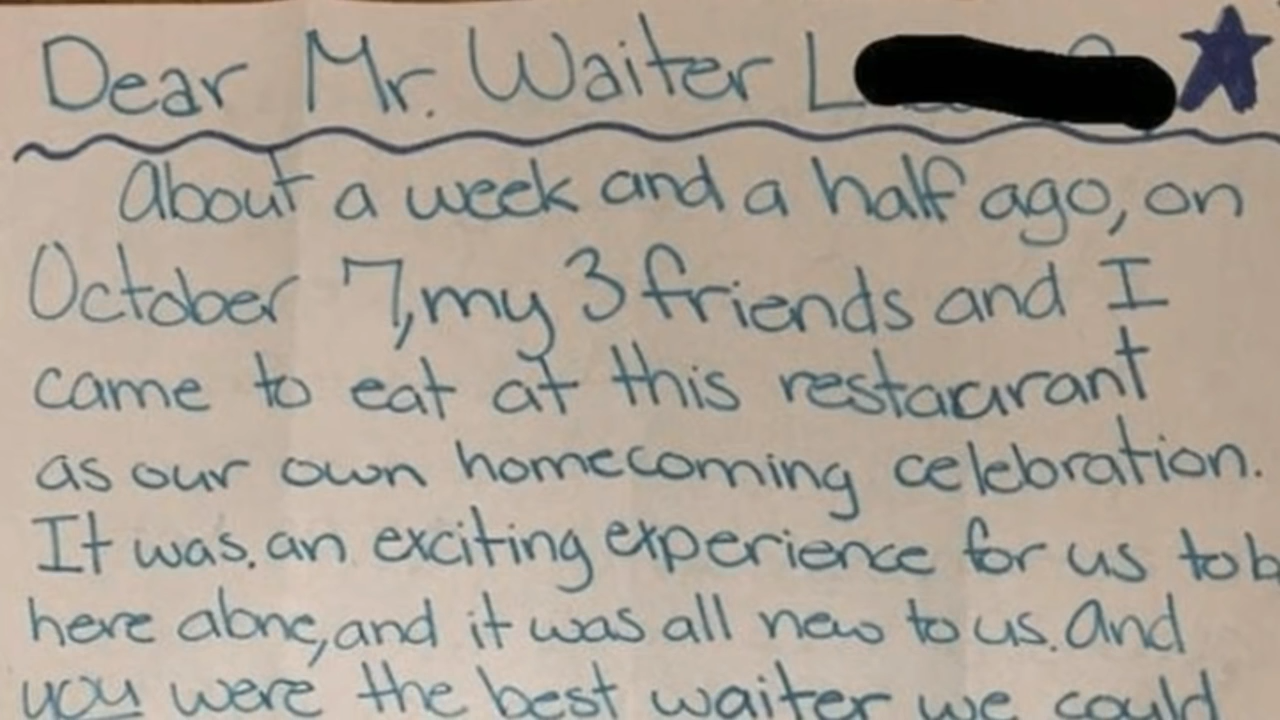 Dear Mr. Waiter L
About a week and a half ago, on
October 7, my 3 friends and I
came to eat at this restaurant
as our own homecoming celebration.
It was. an exciting experience for us to b
here alone, and it was all new to us. And
you were the best waiter we could